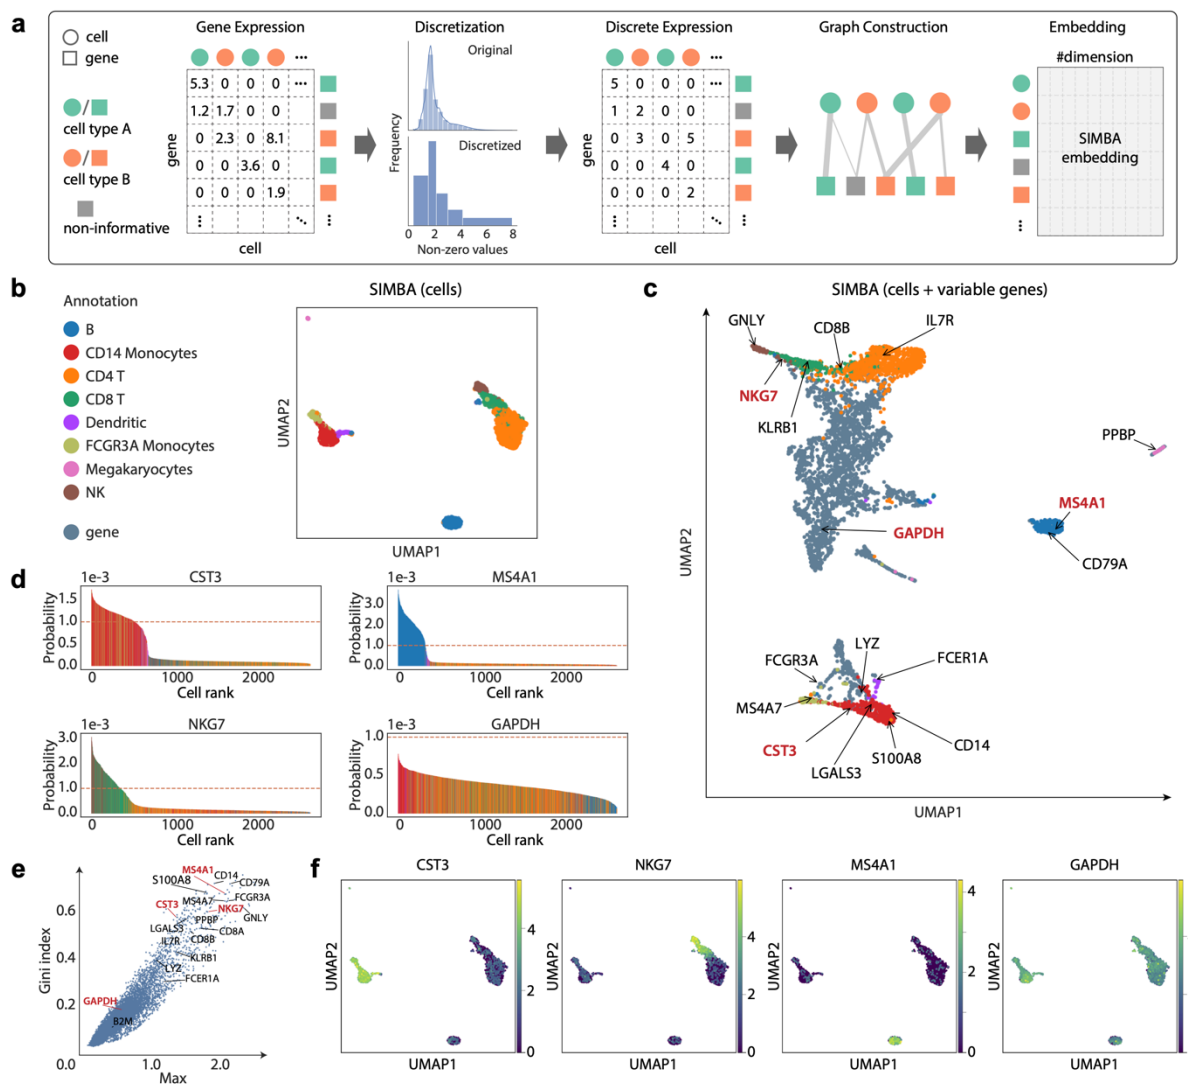 a
Gene Expression
Discretization
Discrete Expression
Graph Construction
Embedding
cell
gene
cell type A
cell type B
non-informative
5.3 0 0 0 ...
1.2 1.7 0 0
0 2.3 0 8.1
0 0 3.6 0
0 0 0 1.9
gene
cell
Original
Discretized
Frequency
0 2 4 6 8
Non-zero values
5 0 0 0 ...
1 2 0 0
0 3 0 5
0 0 4 0
0 0 0 2
gene
cell
#dimension
SIMBA
embedding
b
Annotation
B
CD14 Monocytes
CD4 T
CD8 T
Dendritic
FCGR3A Monocytes
Megakaryocytes
NK
gene
SIMBA (cells)
UMAP2
UMAP1
c
SIMBA (cells + variable genes)
GNLY
CD8B
IL7R
NKG7
KLRB1
PPBP
MS4A1
GAPDH
CD79A
LYZ
FCGR3A
FCER1A
MS4A7
CST3
CD14
S100A8
LGALS3
UMAP2
UMAP1
d
1e-3
CST3
Probability
1.5
1.0
0.5
0.0
0 1000 2000
Cell rank
1e-3
MS4A1
Probability
3.0
2.0
1.0
0.0
0 1000 2000
Cell rank
1e-3
NKG7
Probability
3.0
2.0
1.0
0.0
0 1000 2000
Cell rank
1e-3
GAPDH
Probability
1.0
0.5
0.0
0 1000 2000
Cell rank
e
MS4A1
CD14
S100A8
CD79A
MS4A7
FCGR3A
CST3
NKG7
PPBP
GNLY
LGALS3
CD8A
IL7R
CD8B
KLRB1
LYZ
FCER1A
GAPDH
B2M
Gini index
0.6
0.4
0.2
0.0
1.0 2.0
Max
f
CST3
UMAP2
UMAP1
4
2
0
NKG7
UMAP2
UMAP1
4
2
0
MS4A1
UMAP2
UMAP1
4
2
0
GAPDH
UMAP2
UMAP1